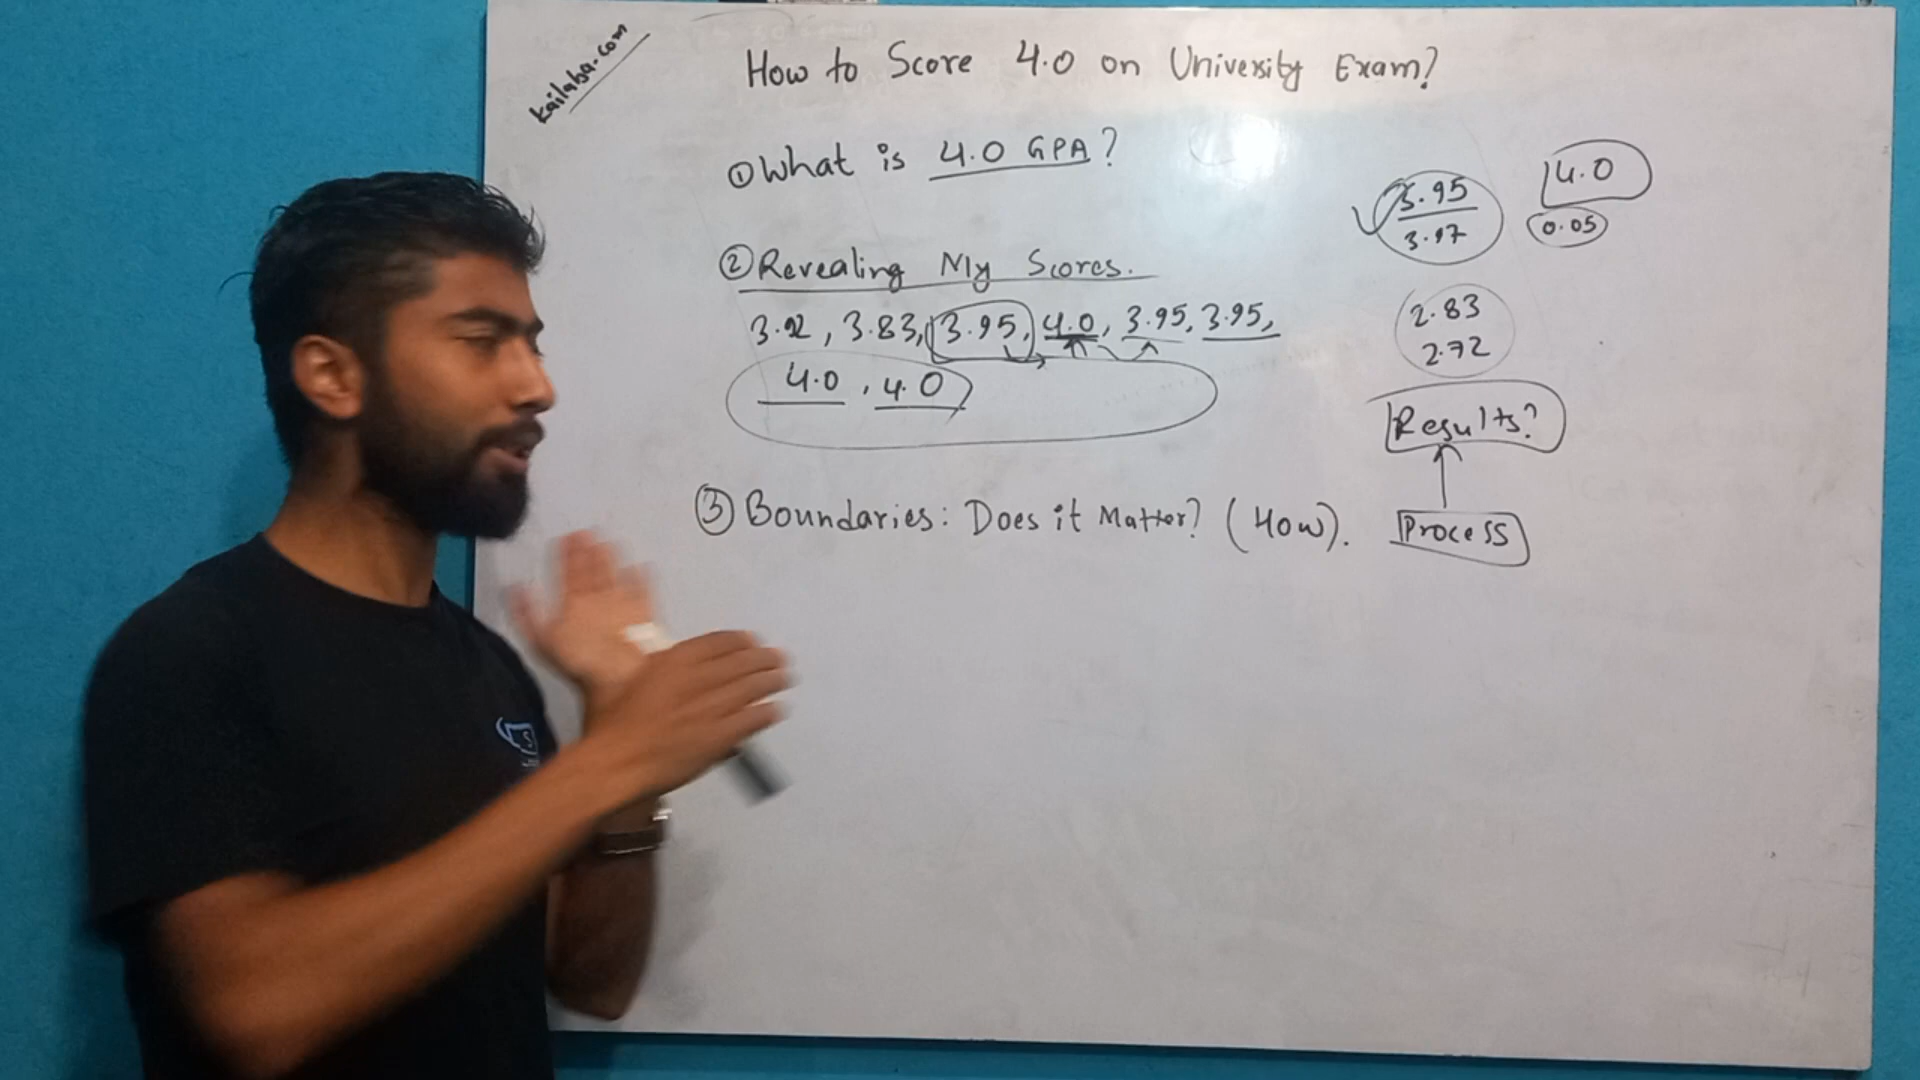 kailaba.com
How to Score 4.0 on University Exam?
① What is 4.0 GPA?
② Revealing My Scores.
3.92, 3.83, 3.95, 4.0, 3.95, 3.95,
4.0, 4.0
③ Boundaries: Does it Matter? (How).
3.95
3.97
4.0
0.05
2.83
2.72
Results?
Process